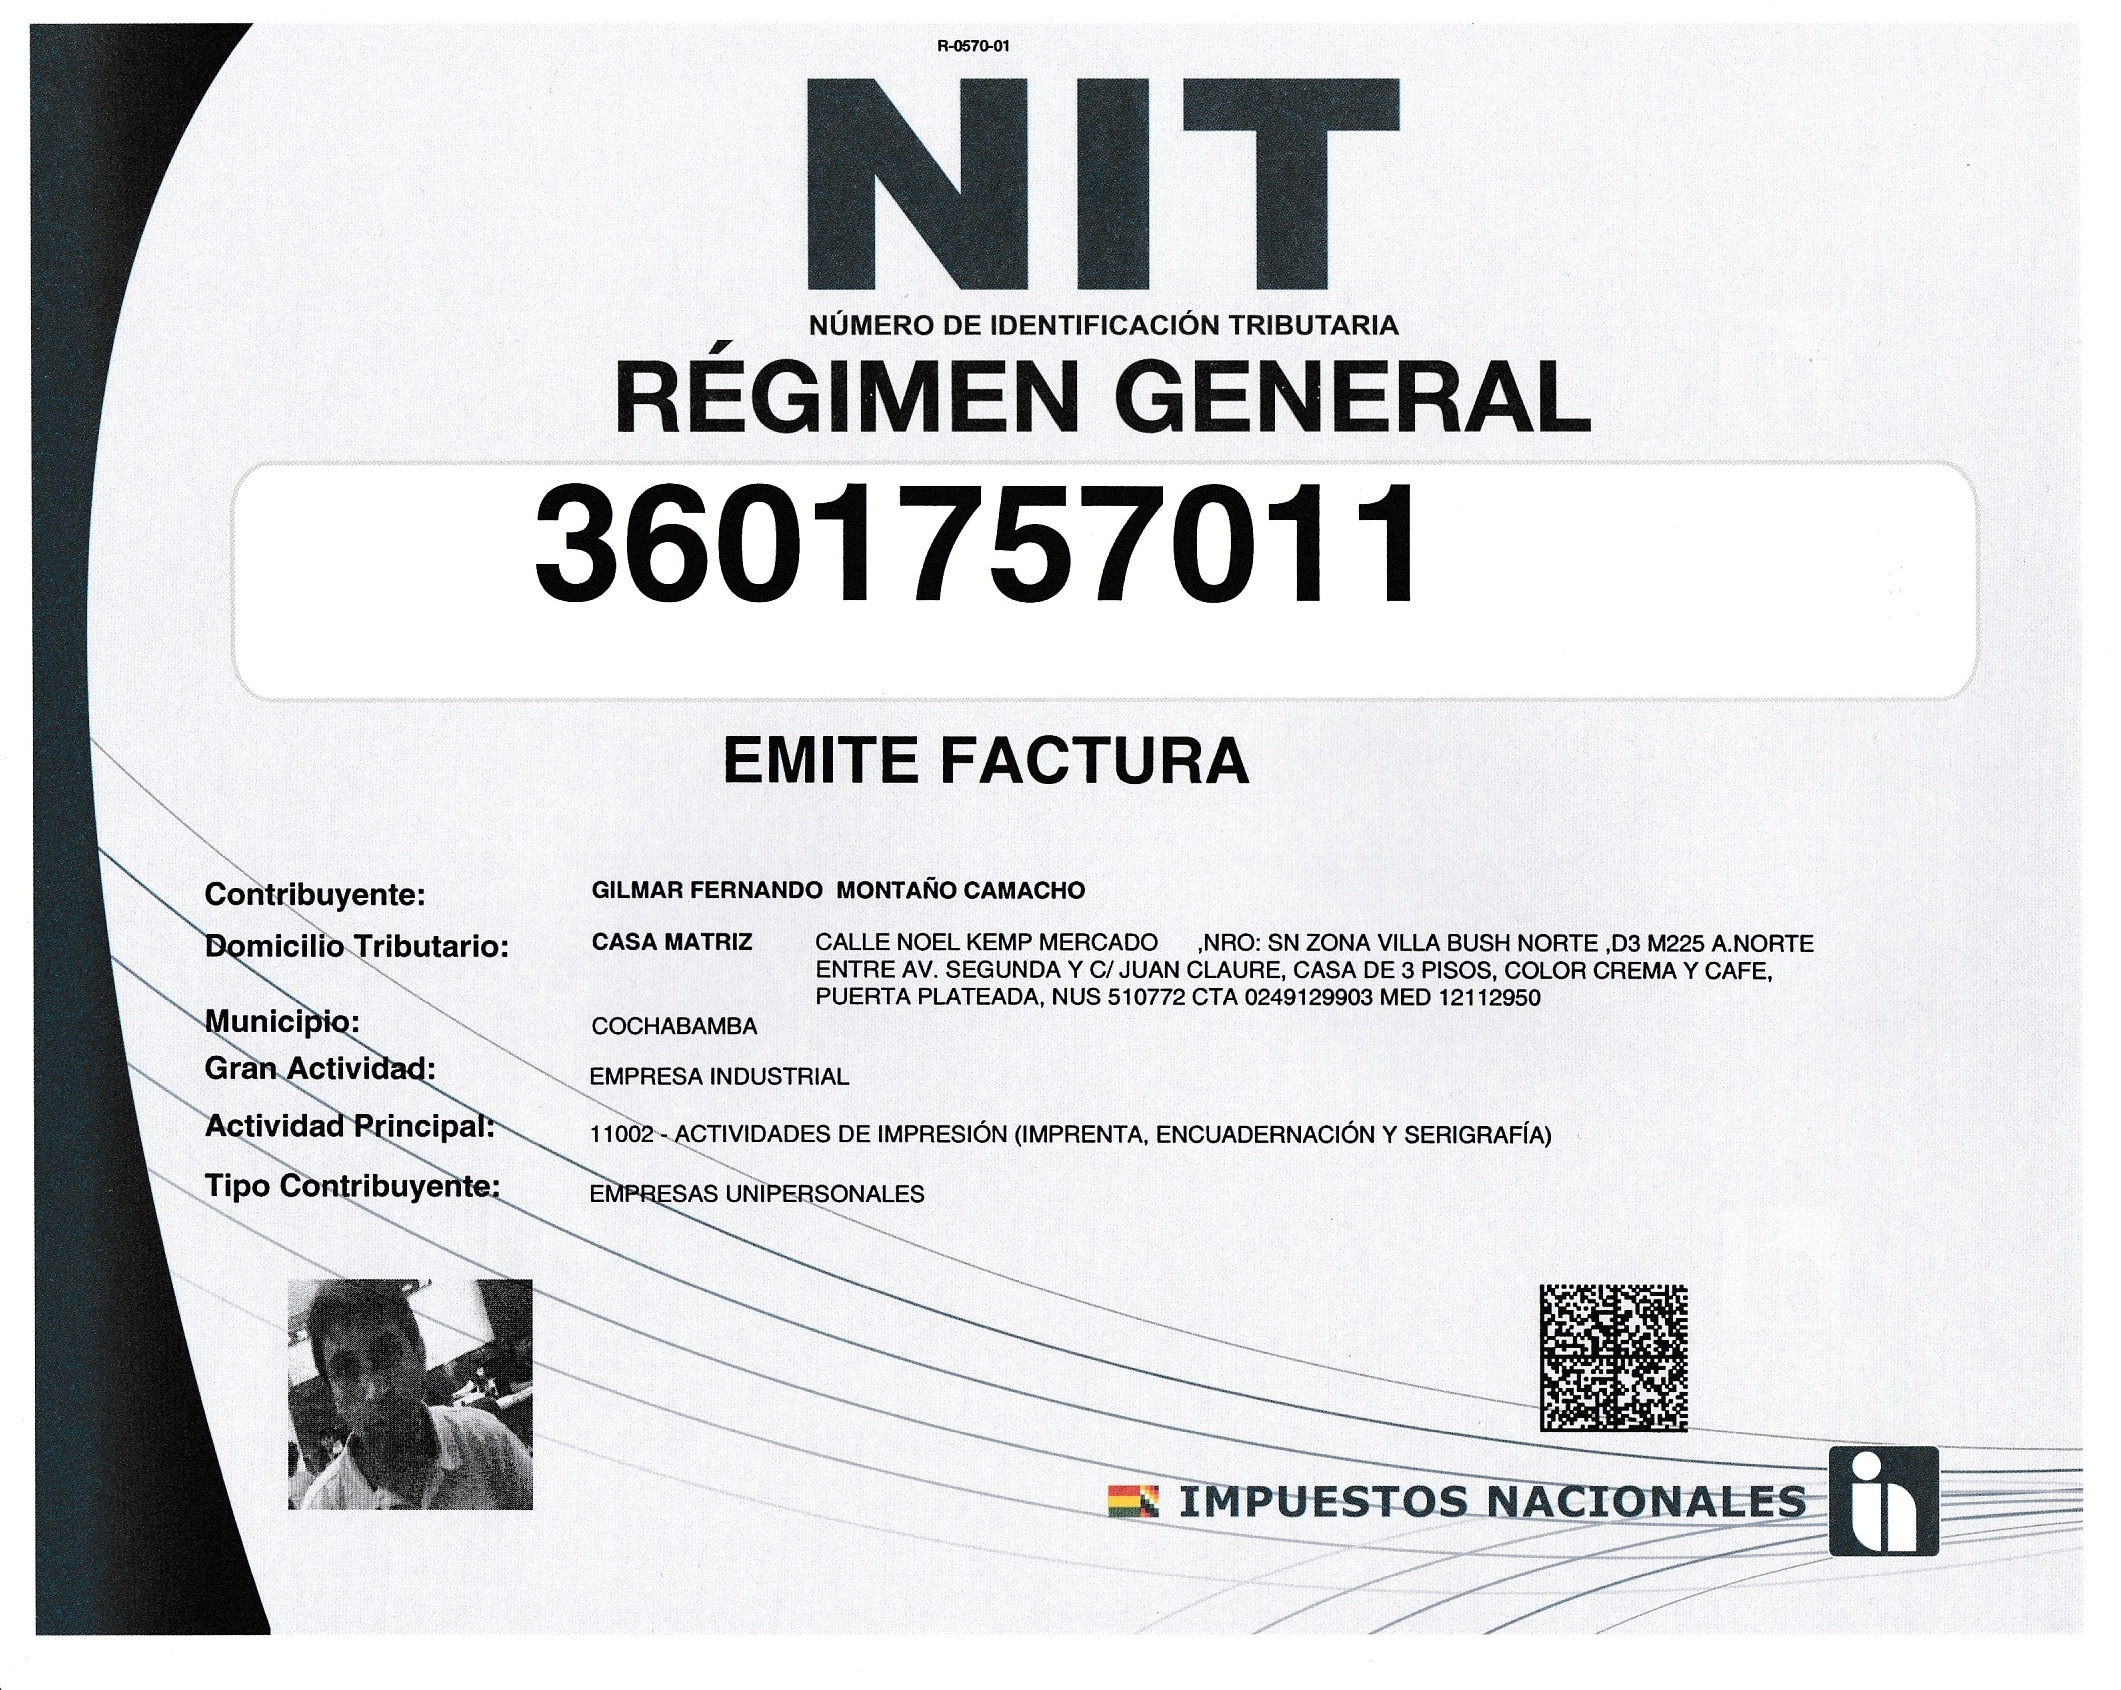 R-0570-01
NIT
NÚMERO DE IDENTIFICACIÓN TRIBUTARIA
RÉGIMEN GENERAL
3601757011
EMITE FACTURA
Contribuyente: GILMAR FERNANDO MONTAÑO CAMACHO
Domicilio Tributario: CASA MATRIZ CALLE NOEL KEMP MERCADO ,NRO: SN ZONA VILLA BUSH NORTE ,D3 M225 A.NORTE
ENTRE AV. SEGUNDA Y C/ JUAN CLAURE, CASA DE 3 PISOS, COLOR CREMA Y CAFE,
PUERTA PLATEADA, NUS 510772 CTA 0249129903 MED 12112950
Municipio: COCHABAMBA
Gran Actividad: EMPRESA INDUSTRIAL
Actividad Principal: 11002 - ACTIVIDADES DE IMPRESIÓN (IMPRENTA, ENCUADERNACIÓN Y SERIGRAFÍA)
Tipo Contribuyente: EMPRESAS UNIPERSONALES
IMPUESTOS NACIONALES in